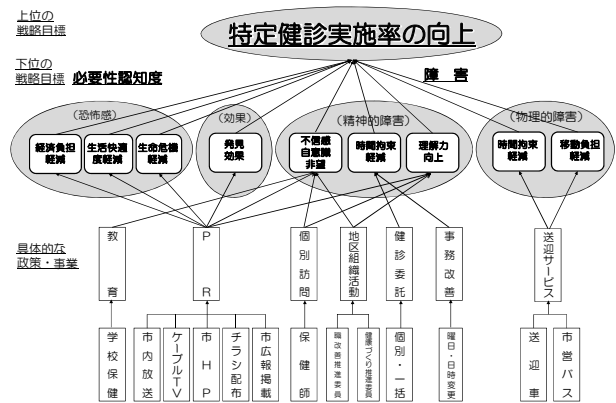 上位の
戦略目標
特定健診実施率の向上
下位の
戦略目標
必要性認知度
障 害
(恐怖感)
(効果)
(精神的障害)
(物理的障害)
経済負担
軽減
生活快適
度軽減
生命危機
軽減
発見
効果
不信感
自意識
非望
時間拘束
軽減
理解力
向上
時間拘束
軽減
移動負担
軽減
具体的な
政策・事業
教育
PR
個別訪問
地区組織活動
健診委託
事務改善
送迎サービス
学校保健
市内放送
ケーブルTV
市HP
チラシ配布
市広報掲載
保健師
職改善推進委員
健康づくり推進委員
個別・一括
曜日・日時変更
送迎車
市営バス